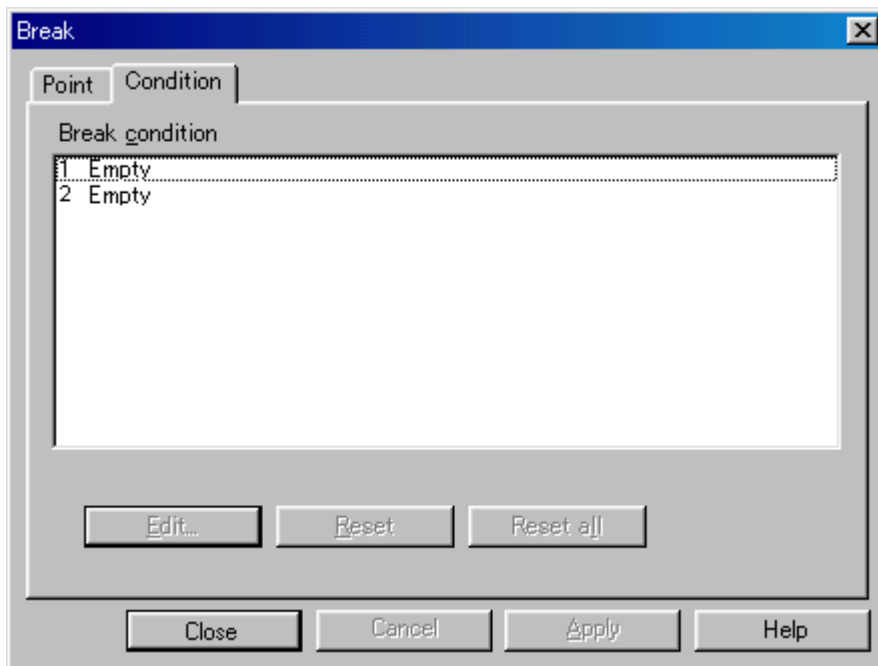 Break
Point Condition
Break condition
1 Empty
2 Empty
Edit... Reset Reset all
Close Cancel Apply Help